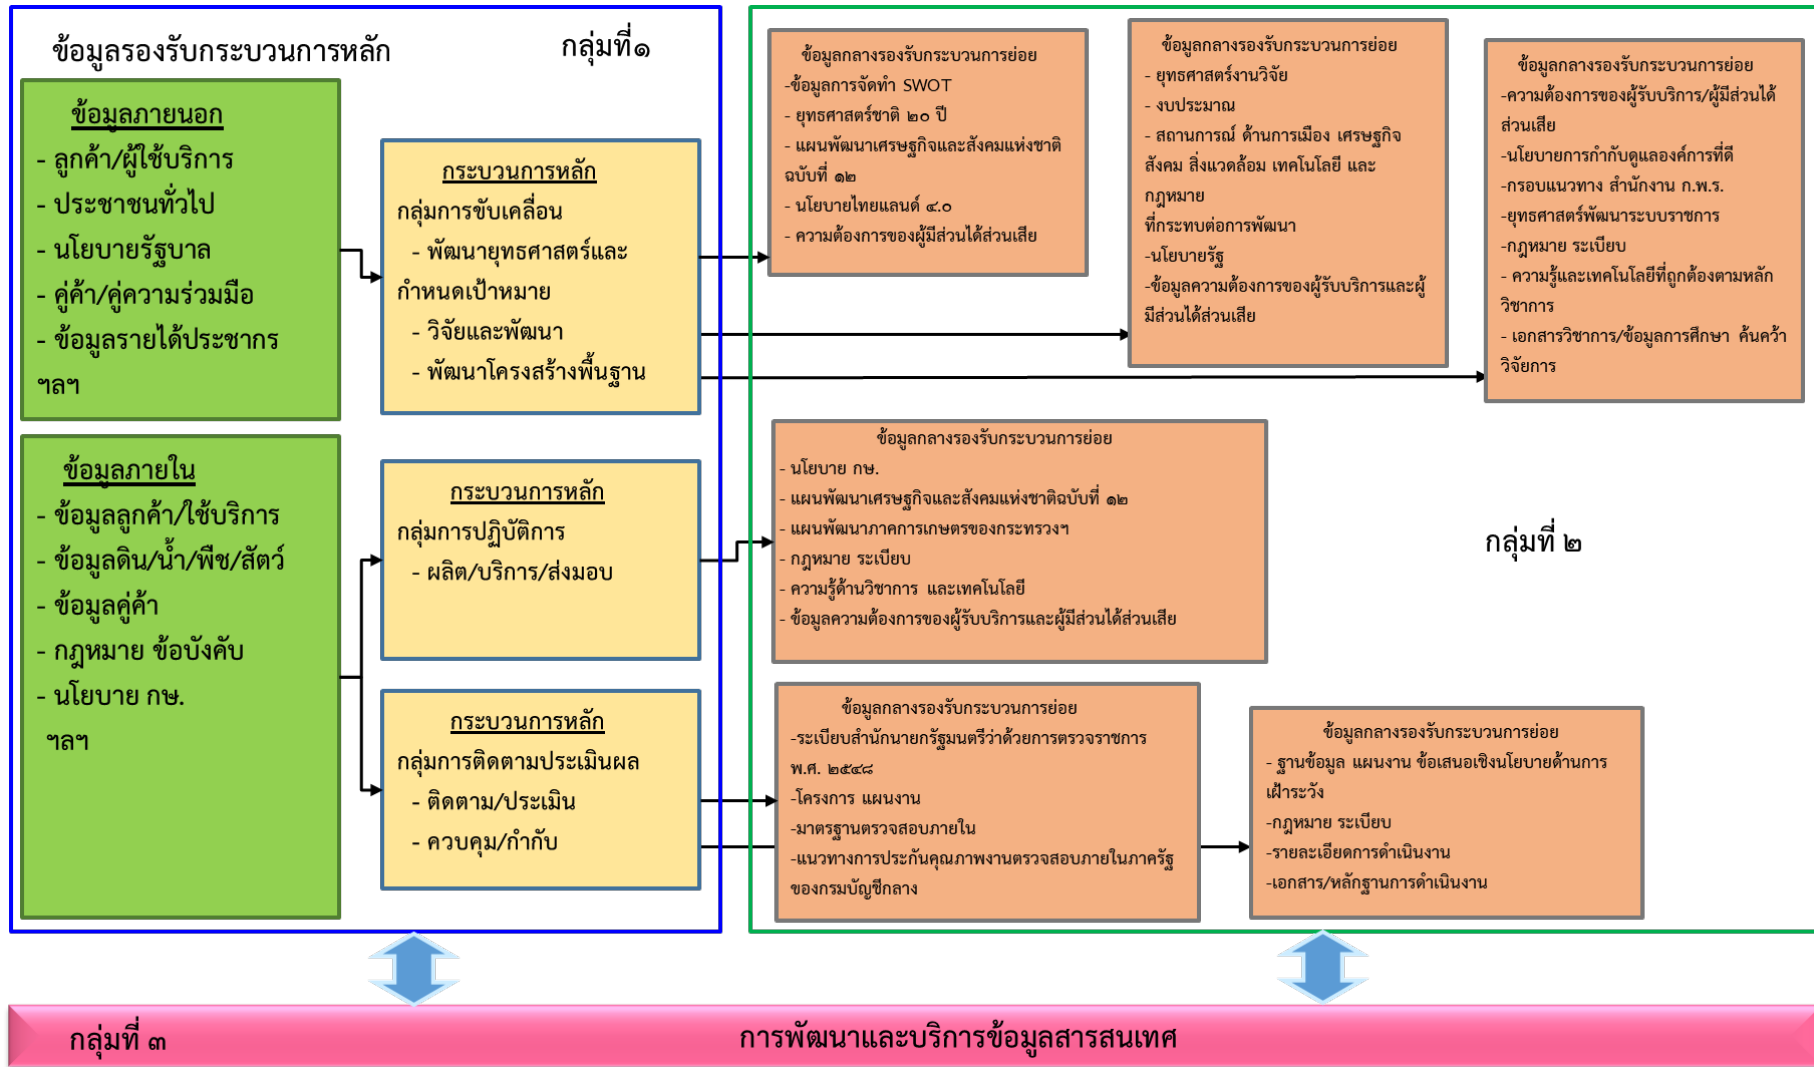 ข้อมูลรองรับกระบวนการหลัก
กลุ่มที่๑
ข้อมูลภายนอก
- ลูกค้า/ผู้ใช้บริการ
- ประชาชนทั่วไป
- นโยบายรัฐบาล
- คู่ค้า/คู่ความร่วมมือ
- ข้อมูลรายได้ประชากร
ฯลฯ
ข้อมูลภายใน
- ข้อมูลลูกค้า/ใช้บริการ
- ข้อมูลดิน/น้ำ/พืช/สัตว์
- ข้อมูลคู่ค้า
- กฎหมาย ข้อบังคับ
- นโยบาย กษ.
ฯลฯ
กระบวนการหลัก
กลุ่มการขับเคลื่อน
- พัฒนายุทธศาสตร์และ
กำหนดเป้าหมาย
- วิจัยและพัฒนา
- พัฒนาโครงสร้างพื้นฐาน
กระบวนการหลัก
กลุ่มการปฏิบัติการ
- ผลิต/บริการ/ส่งมอบ
กระบวนการหลัก
กลุ่มการติดตามประเมินผล
- ติดตาม/ประเมิน
- ควบคุม/กำกับ
ข้อมูลกลางรองรับกระบวนการย่อย
-ข้อมูลการจัดทำ SWOT
- ยุทธศาสตร์ชาติ ๒๐ ปี
- แผนพัฒนาเศรษฐกิจและสังคมแห่งชาติ
ฉบับที่ ๑๒
- นโยบายไทยแลนด์ ๔.๐
- ความต้องการของผู้มีส่วนได้ส่วนเสีย
ข้อมูลกลางรองรับกระบวนการย่อย
- ยุทธศาสตร์งานวิจัย
- งบประมาณ
- สถานการณ์ ด้านการเมือง เศรษฐกิจ
สังคม สิ่งแวดล้อม เทคโนโลยี และ
กฎหมาย
ที่กระทบต่อการพัฒนา
-นโยบายรัฐ
-ข้อมูลความต้องการของผู้รับบริการและผู้
มีส่วนได้ส่วนเสีย
ข้อมูลกลางรองรับกระบวนการย่อย
-ความต้องการของผู้รับบริการ/ผู้มีส่วนได้
ส่วนเสีย
-นโยบายการกำกับดูแลองค์การที่ดี
-กรอบแนวทาง สำนักงาน ก.พ.ร.
-ยุทธศาสตร์พัฒนาระบบราชการ
-กฎหมาย ระเบียบ
- ความรู้และเทคโนโลยีที่ถูกต้องตามหลัก
วิชาการ
- เอกสารวิชาการ/ข้อมูลการศึกษา ค้นคว้า
วิจัยการ
ข้อมูลกลางรองรับกระบวนการย่อย
- นโยบาย กษ.
- แผนพัฒนาเศรษฐกิจและสังคมแห่งชาติฉบับที่ ๑๒
- แผนพัฒนาภาคการเกษตรของกระทรวงฯ
- กฎหมาย ระเบียบ
- ความรู้ด้านวิชาการ และเทคโนโลยี
- ข้อมูลความต้องการของผู้รับบริการและผู้มีส่วนได้ส่วนเสีย
กลุ่มที่ ๒
ข้อมูลกลางรองรับกระบวนการย่อย
-ระเบียบสำนักนายกรัฐมนตรีว่าด้วยการตรวจราชการ
พ.ศ. ๒๕๔๘
-โครงการ แผนงาน
-มาตรฐานตรวจสอบภายใน
-แนวทางการประกันคุณภาพงานตรวจสอบภายในภาครัฐ
ของกรมบัญชีกลาง
ข้อมูลกลางรองรับกระบวนการย่อย
- ฐานข้อมูล แผนงาน ข้อเสนอเชิงนโยบายด้านการ
เฝ้าระวัง
-กฎหมาย ระเบียบ
-รายละเอียดการดำเนินงาน
-เอกสาร/หลักฐานการดำเนินงาน
กลุ่มที่ ๓
การพัฒนาและบริการข้อมูลสารสนเทศ